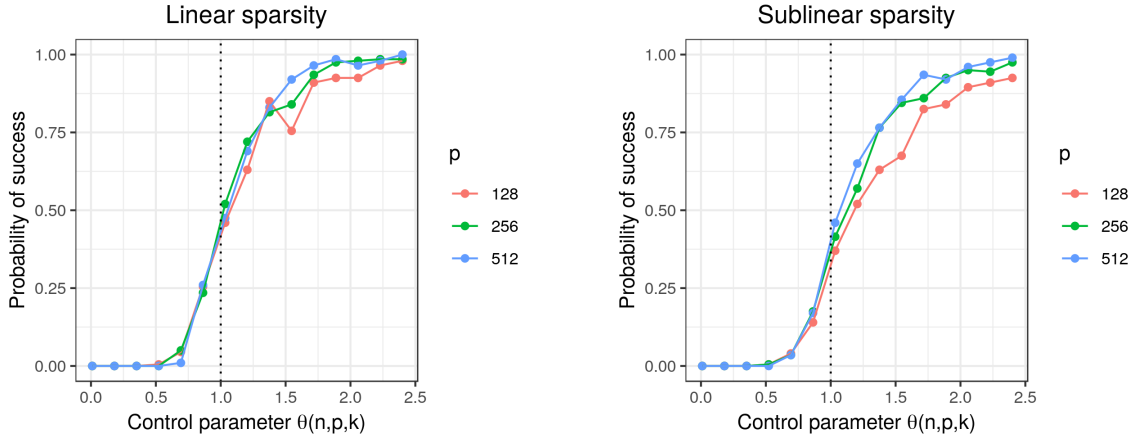 Linear sparsity
1.00
0.75
0.50
0.25
0.00
Probability of success
0.0 0.5 1.0 1.5 2.0 2.5
Control parameter θ(n,p,k)
p
128
256
512
Sublinear sparsity
1.00
0.75
0.50
0.25
0.00
Probability of success
0.0 0.5 1.0 1.5 2.0 2.5
Control parameter θ(n,p,k)
p
128
256
512